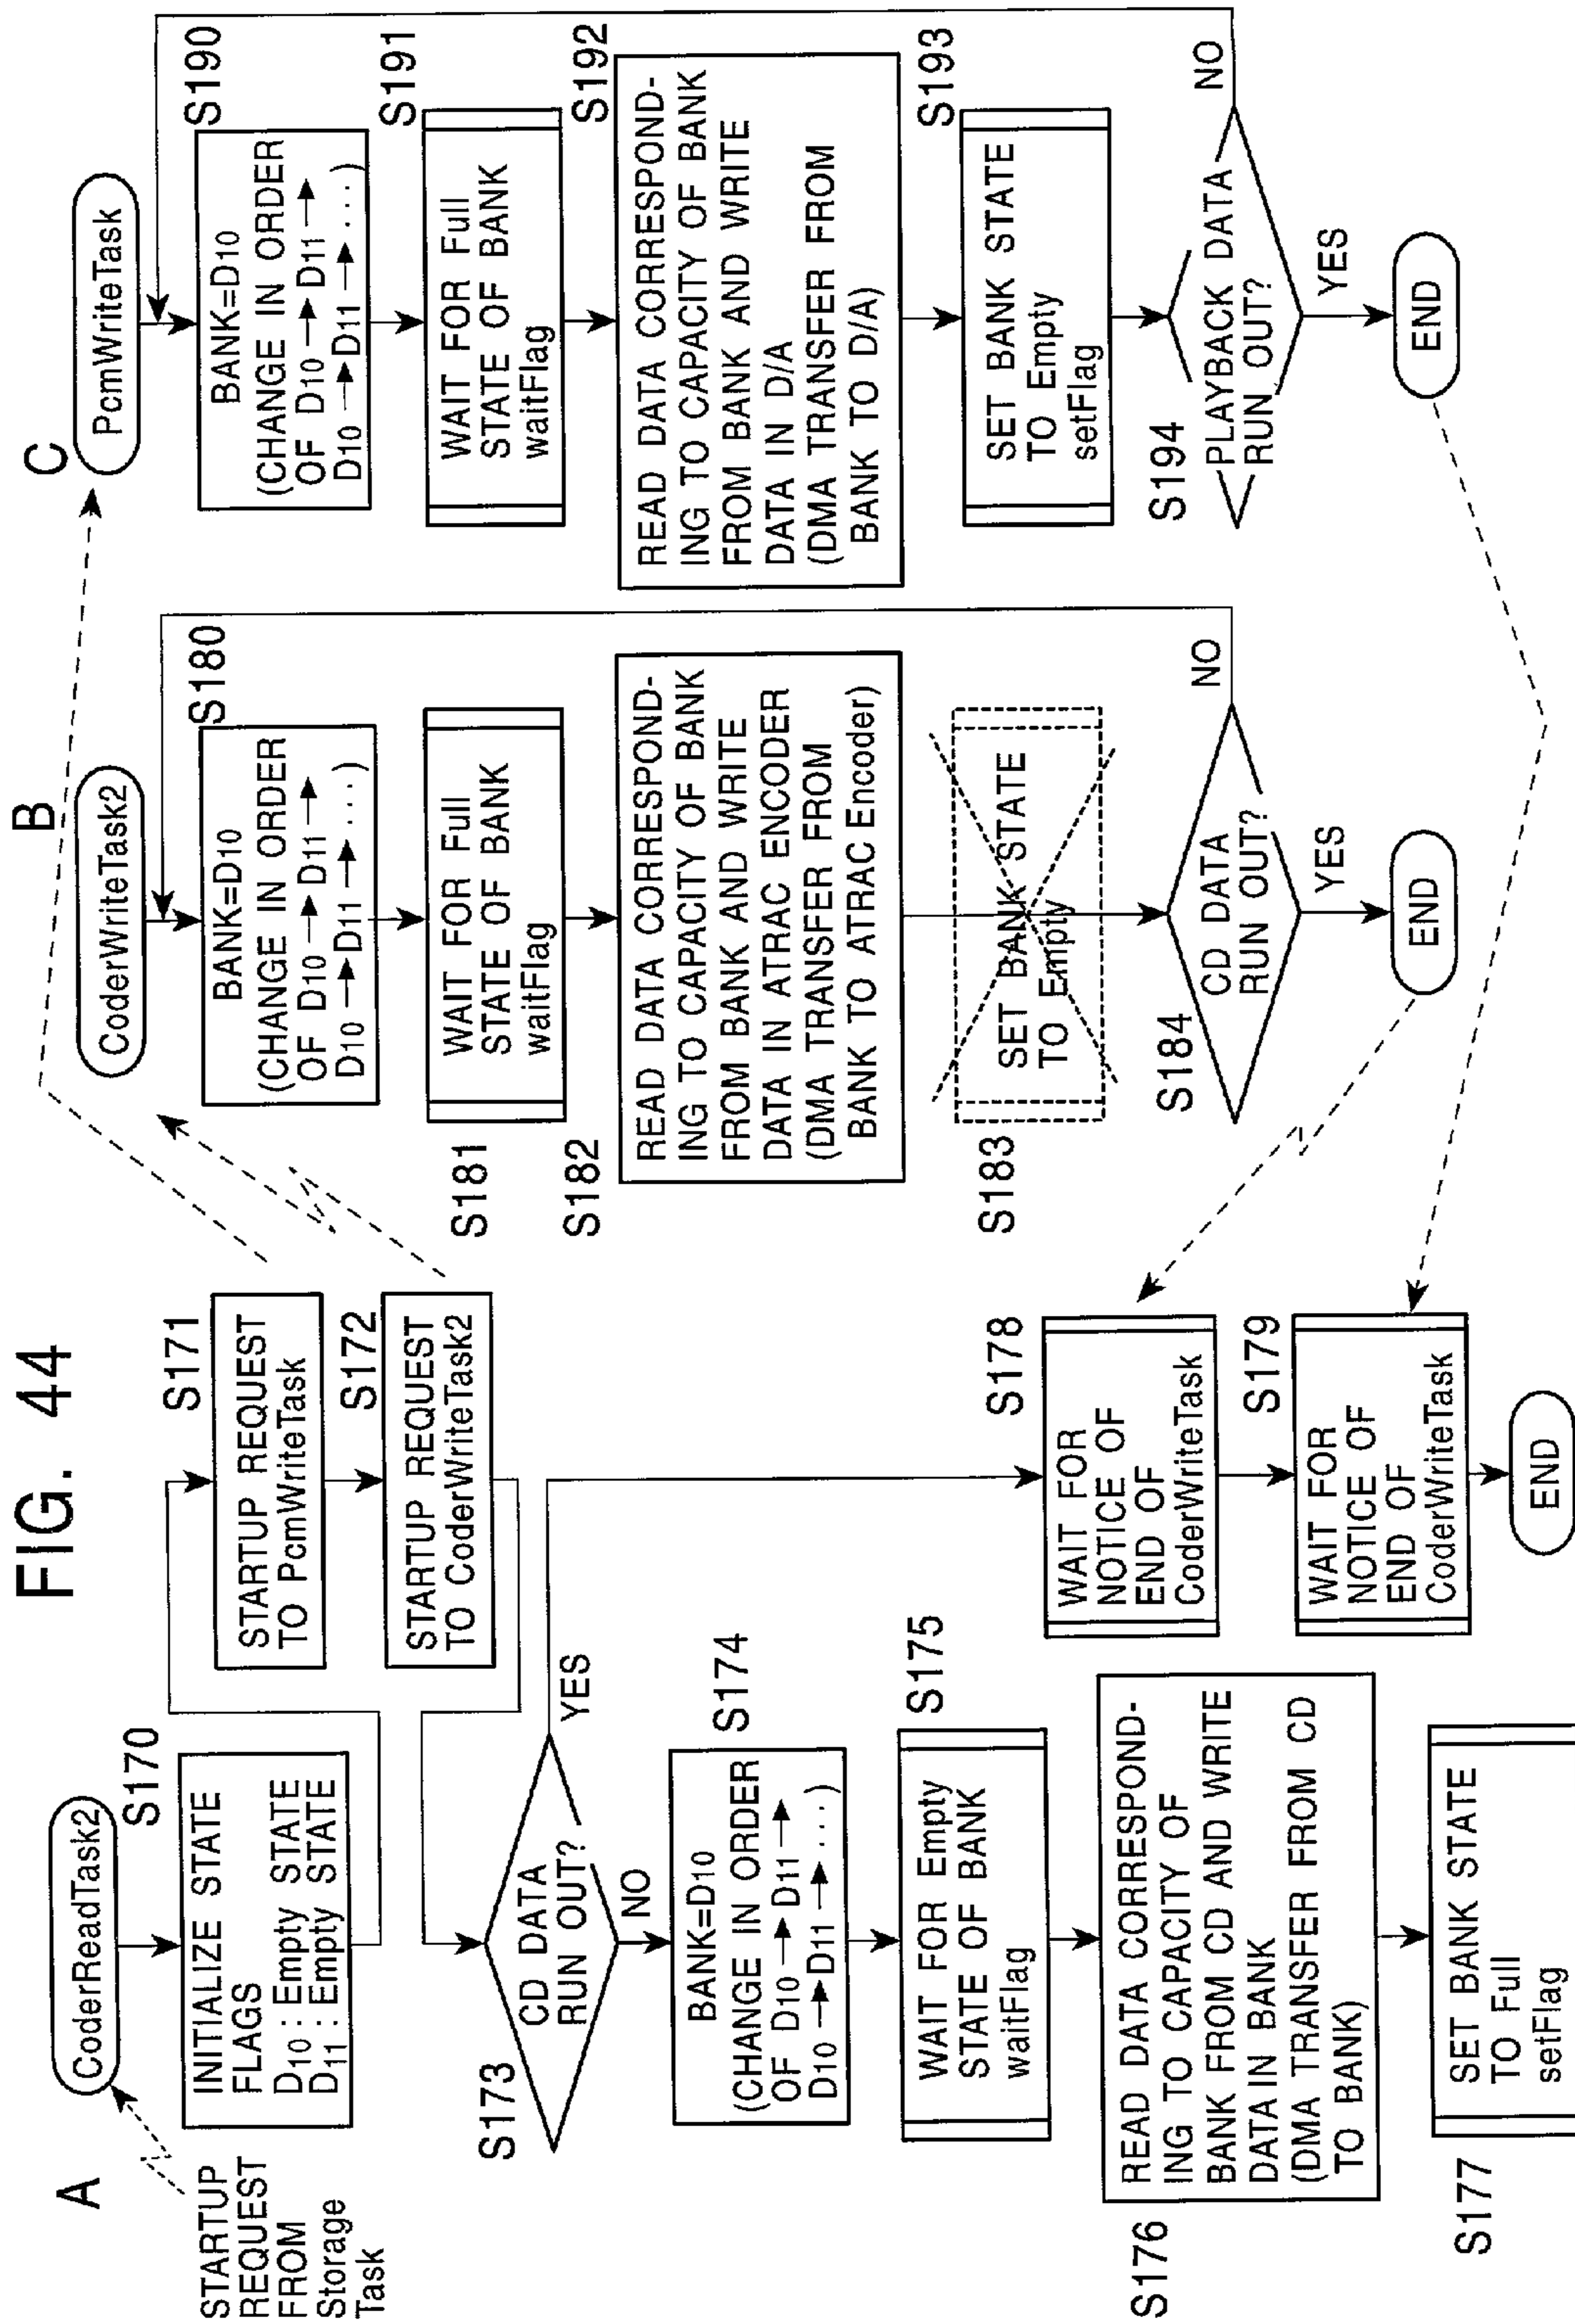 FIG. 44
A
STARTUP
REQUEST
FROM
Storage
Task
CoderReadTask2
S170
INITIALIZE STATE
FLAGS
D10 : Empty STATE
D11 : Empty STATE
S171
STARTUP REQUEST
TO PcmWriteTask
S172
STARTUP REQUEST
TO CoderWriteTask2
S173
CD DATA
RUN OUT?
YES
NO
S174
BANK=D10
(CHANGE IN ORDER
OF D10 → D11 →
D10 → D11 → ....)
S175
WAIT FOR Empty
STATE OF BANK
waitFlag
S176
READ DATA CORRESPOND-
ING TO CAPACITY OF
BANK FROM CD AND WRITE
DATA IN BANK
(DMA TRANSFER FROM CD
TO BANK)
S177
SET BANK STATE
TO Full
setFlag
S178
WAIT FOR
NOTICE OF
END OF
CoderWriteTask
S179
WAIT FOR
NOTICE OF
END OF
CoderWriteTask
END
B
CoderWriteTask2
S180
BANK=D10
(CHANGE IN ORDER
OF D10 → D11 →
D10 → D11 → ....)
S181
WAIT FOR Full
STATE OF BANK
waitFlag
S182
READ DATA CORRESPOND-
ING TO CAPACITY OF BANK
FROM BANK AND WRITE
DATA IN ATRAC ENCODER
(DMA TRANSFER FROM
BANK TO ATRAC Encoder)
S183
SET BANK STATE
TO Empty
S184
CD DATA
RUN OUT?
NO
YES
END
C
PcmWriteTask
S190
BANK=D10
(CHANGE IN ORDER
OF D10 → D11 →
D10 → D11 → ....)
S191
WAIT FOR Full
STATE OF BANK
waitFlag
S192
READ DATA CORRESPOND-
ING TO CAPACITY OF BANK
FROM BANK AND WRITE
DATA IN D/A
(DMA TRANSFER FROM
BANK TO D/A)
S193
SET BANK STATE
TO Empty
setFlag
S194
PLAYBACK DATA
RUN OUT?
NO
YES
END